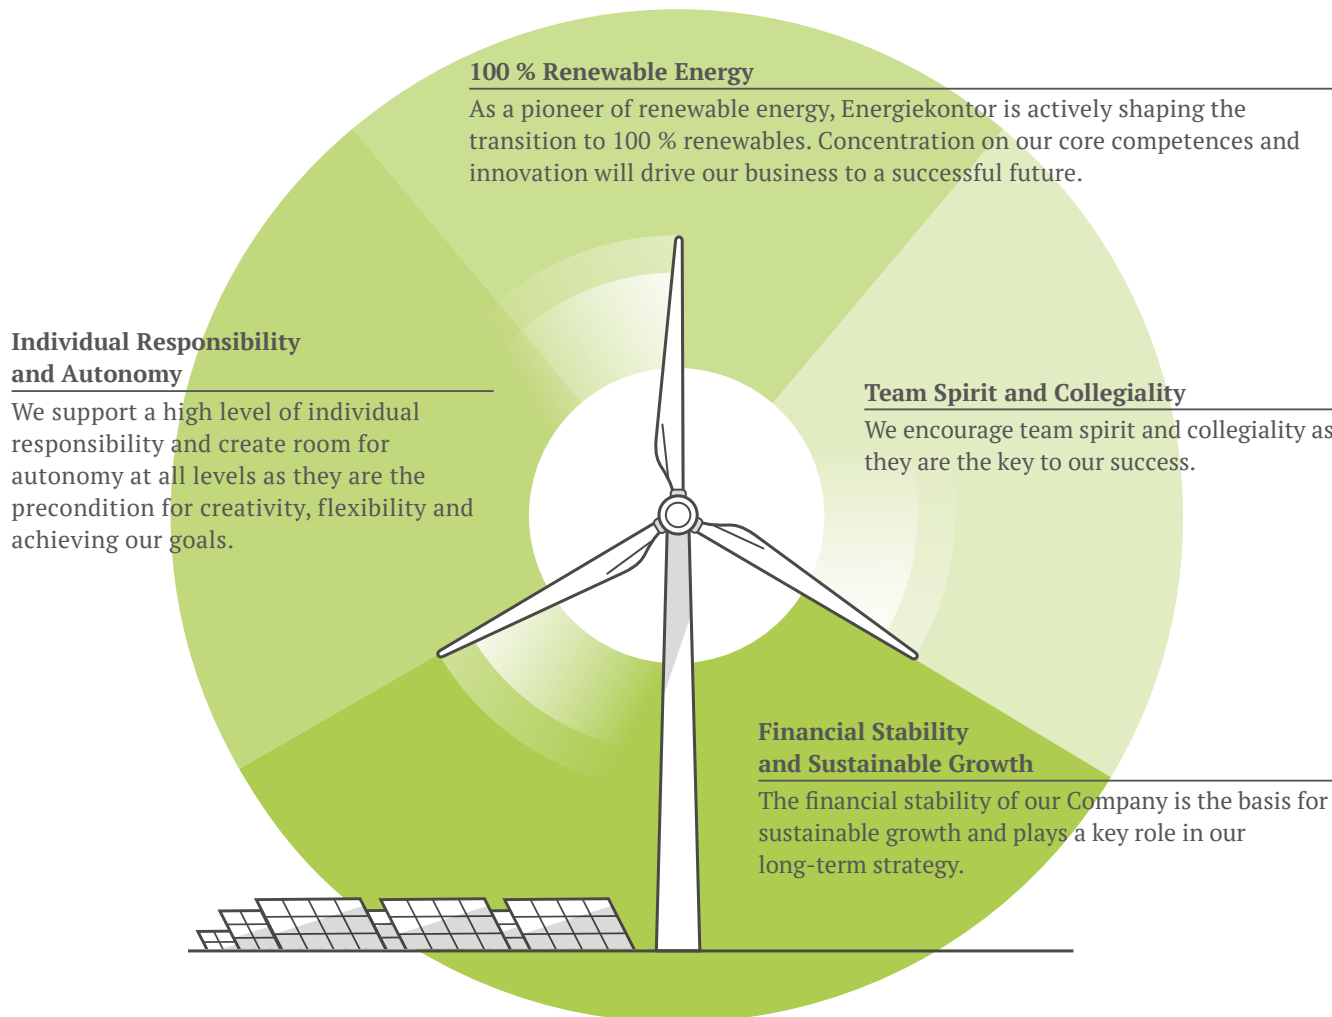 100 % Renewable Energy
As a pioneer of renewable energy, Energiekontor is actively shaping the
transition to 100 % renewables. Concentration on our core competences and
innovation will drive our business to a successful future.
Individual Responsibility
and Autonomy
We support a high level of individual
responsibility and create room for
autonomy at all levels as they are the
precondition for creativity, flexibility and
achieving our goals.
Team Spirit and Collegiality
We encourage team spirit and collegiality as
they are the key to our success.
Financial Stability
and Sustainable Growth
The financial stability of our Company is the basis for
sustainable growth and plays a key role in our
long-term strategy.